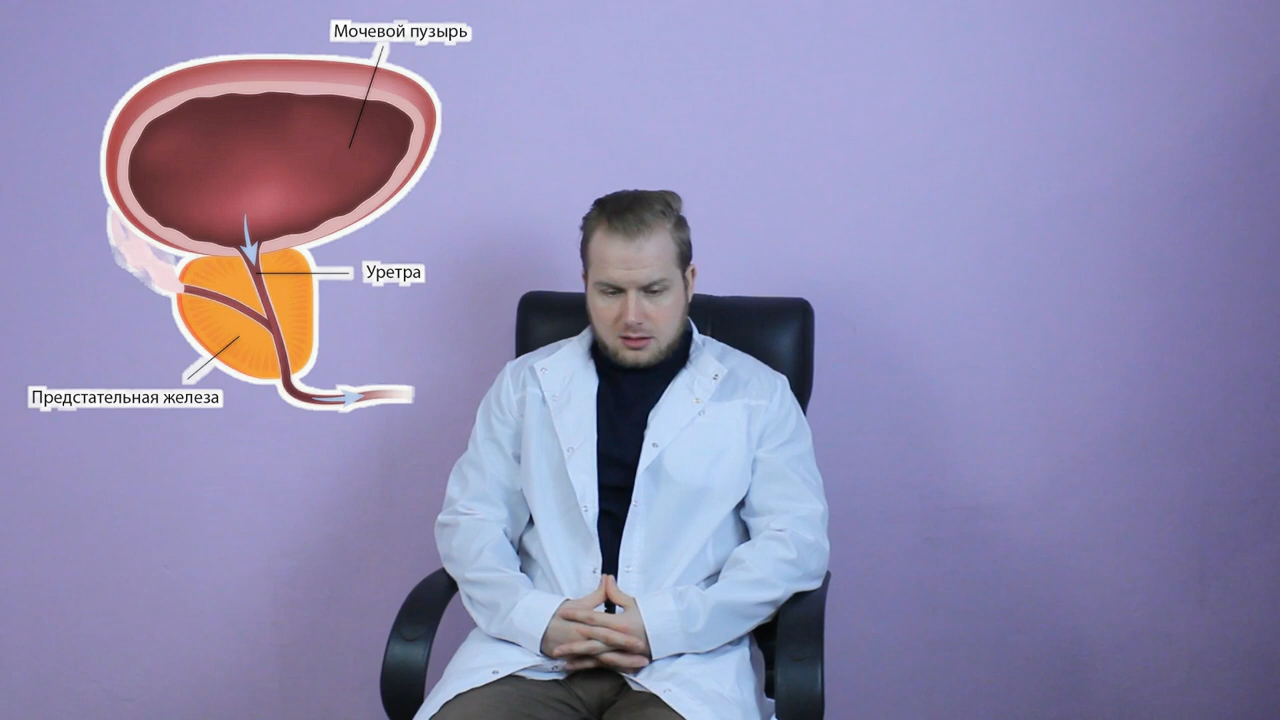 Мочевой пузырь
Уретра
Предстательная железа